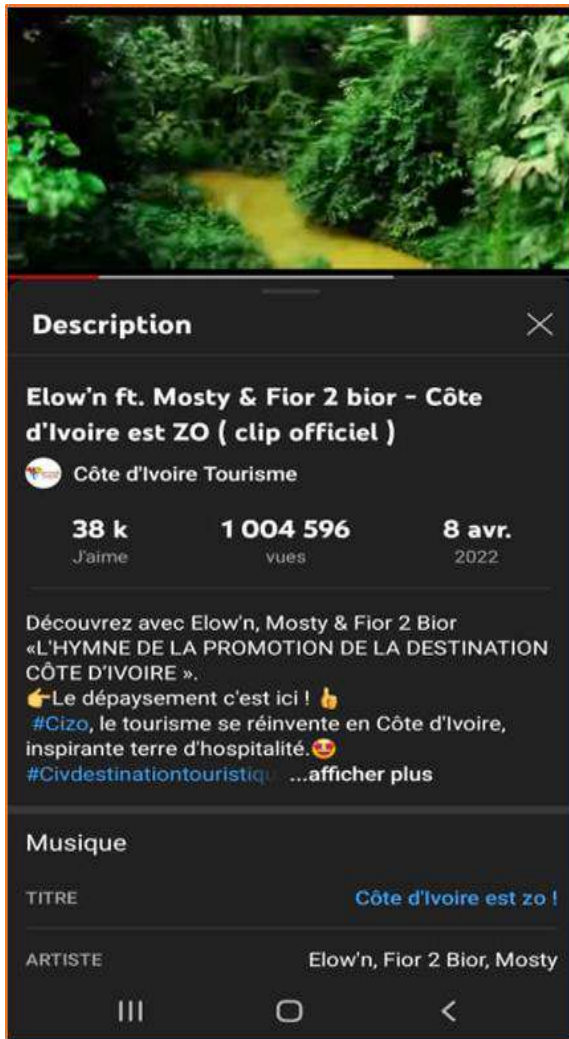 Description
Elow'n ft. Mosty & Fior 2 bior - Côte
d'Ivoire est ZO ( clip officiel )
Côte d'Ivoire Tourisme
38 k 1 004 596 8 avr.
J'aime vues 2022
Découvrez avec Elow'n, Mosty & Fior 2 Bior
«L'HYMNE DE LA PROMOTION DE LA DESTINATION
CÔTE D'IVOIRE ».
👉Le dépaysement c'est ici ! 👍
#Cizo, le tourisme se réinvente en Côte d'Ivoire,
inspirante terre d'hospitalité.🤩
#Civdestinationtouristiqu ...afficher plus
Musique
TITRE Côte d'Ivoire est zo !
ARTISTE Elow'n, Fior 2 Bior, Mosty